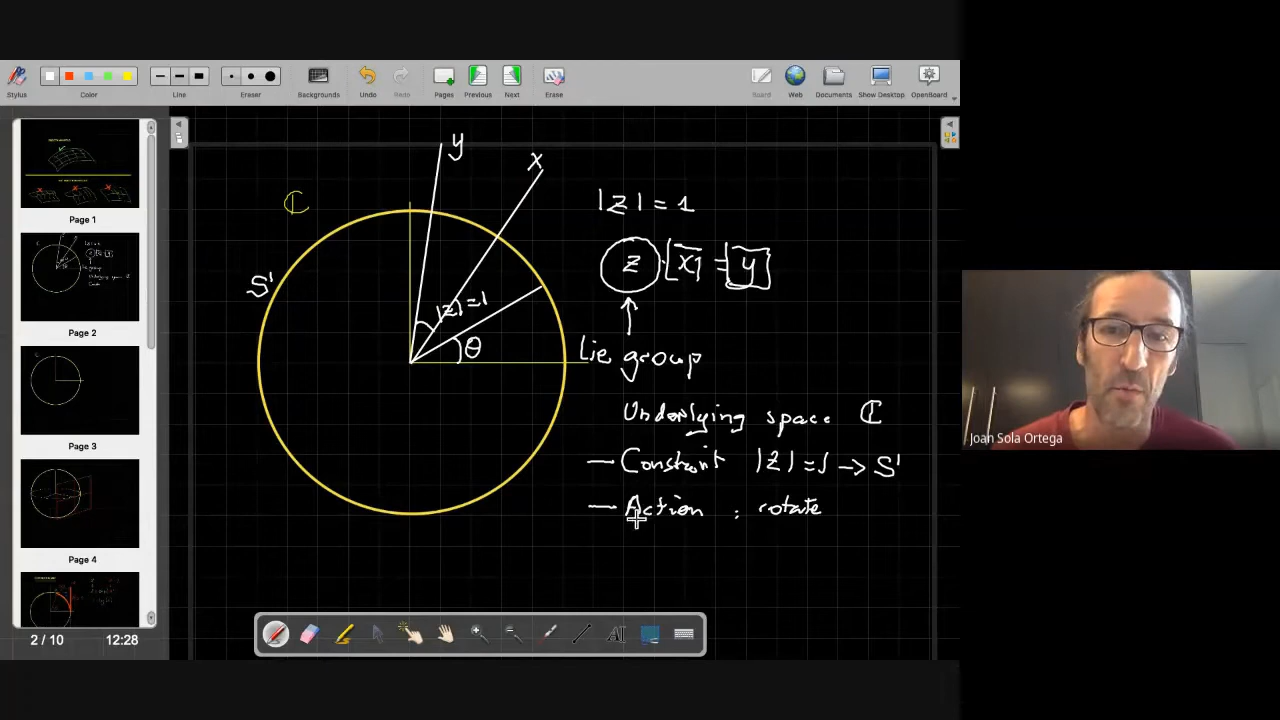 Stylus
Color
Line
Eraser
Backgrounds
Undo
Redo
Pages
Previous
Next
Erase
Board
Web
Documents
Show Desktop
OpenBoard
Page 1
Page 2
Page 3
Page 4
2 / 10
12:28
ℂ
S¹
y
x
|z|=1
θ
|z| = 1
z · x = y
Lie group
Underlying space ℂ
— Constraint |z| = 1 → S¹
— Action : rotate
Joan Sola Ortega